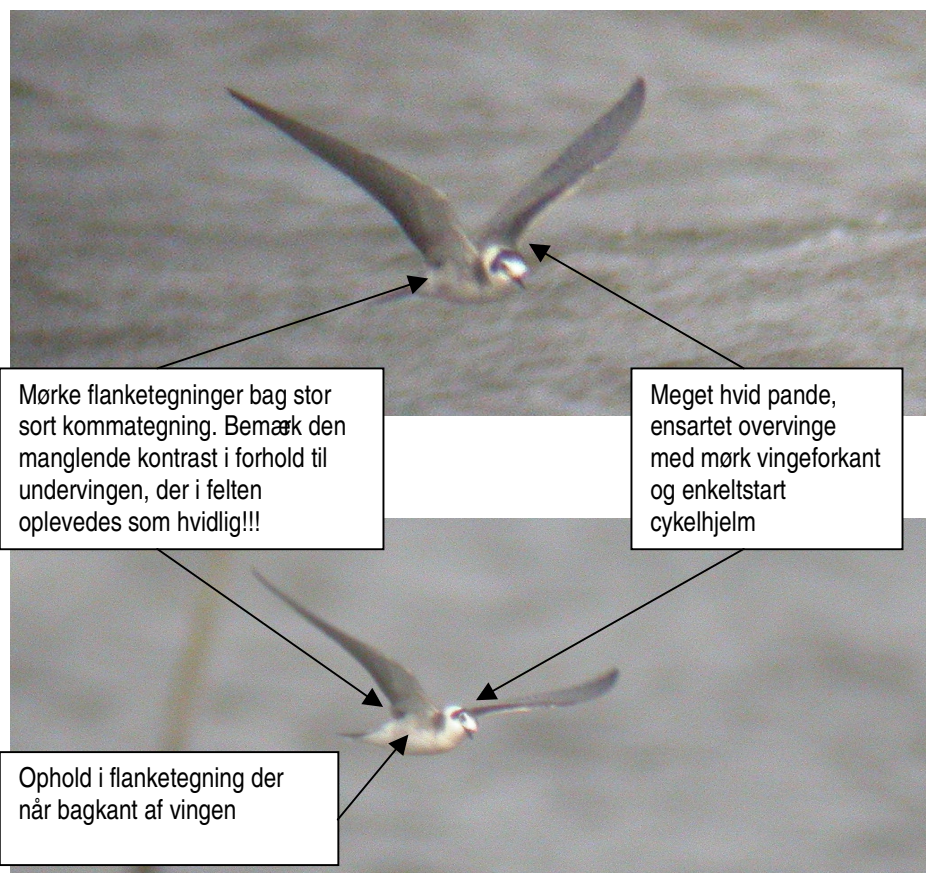 Mørke flanketegninger bag stor
sort kommategning. Bemærk den
manglende kontrast i forhold til
undervingen, der i felten
oplevedes som hvidlig!!!
Meget hvid pande,
ensartet overvinge
med mørk vingeforkant
og enkeltstart
cykelhjelm
Ophold i flanketegning der
når bagkant af vingen